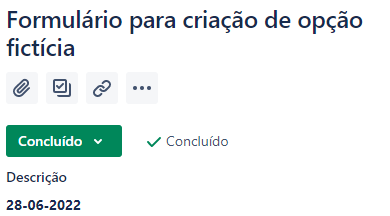 Formulário para criação de opção
fictícia
Concluído
Concluído
Descrição
28-06-2022